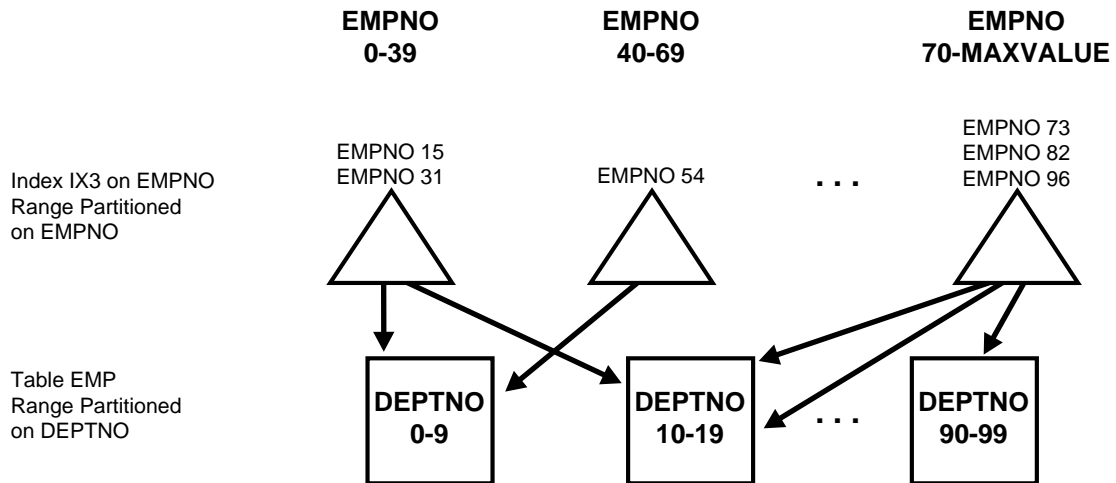 EMPNO
0-39
EMPNO
40-69
EMPNO
70-MAXVALUE
Index IX3 on EMPNO
Range Partitioned
on EMPNO
EMPNO 15
EMPNO 31
EMPNO 54
. . .
EMPNO 73
EMPNO 82
EMPNO 96
Table EMP
Range Partitioned
on DEPTNO
DEPTNO
0-9
DEPTNO
10-19
. . .
DEPTNO
90-99